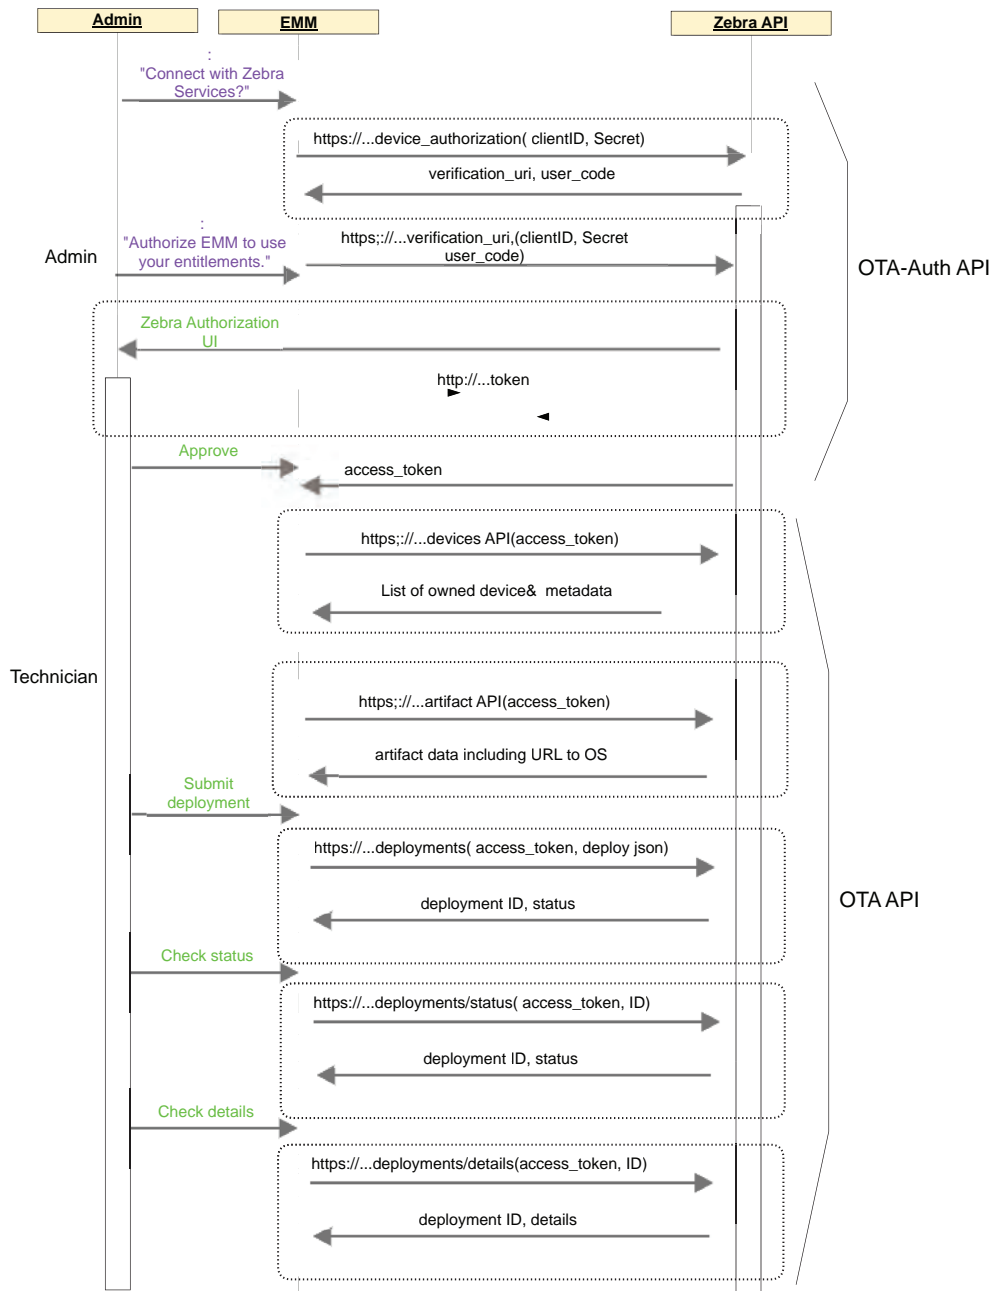 Admin
EMM
Zebra API
:
"Connect with Zebra
Services?"
https://...device_authorization( clientID, Secret)
verification_uri, user_code
:
"Authorize EMM to use
your entitlements."
https;://...verification_uri,(clientID, Secret
user_code)
Admin
OTA-Auth API
Zebra Authorization
UI
http://...token
Approve
access_token
https;://...devices API(access_token)
List of owned device&  metadata
Technician
https;://...artifact API(access_token)
artifact data including URL to OS
Submit
deployment
https://...deployments( access_token, deploy json)
OTA API
deployment ID, status
Check status
https://...deployments/status( access_token, ID)
deployment ID, status
Check details
https://...deployments/details(access_token, ID)
deployment ID, details